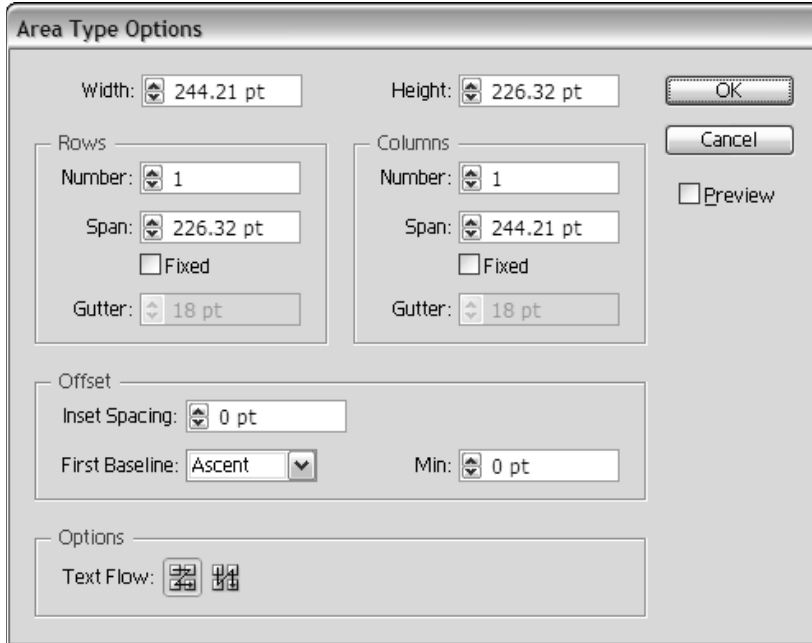 Area Type Options
Width: 244.21 pt Height: 226.32 pt OK
Rows Columns Cancel
Number: 1 Number: 1 Preview
Span: 226.32 pt Span: 244.21 pt
Fixed Fixed
Gutter: 18 pt Gutter: 18 pt
Offset
Inset Spacing: 0 pt
First Baseline: Ascent Min: 0 pt
Options
Text Flow: